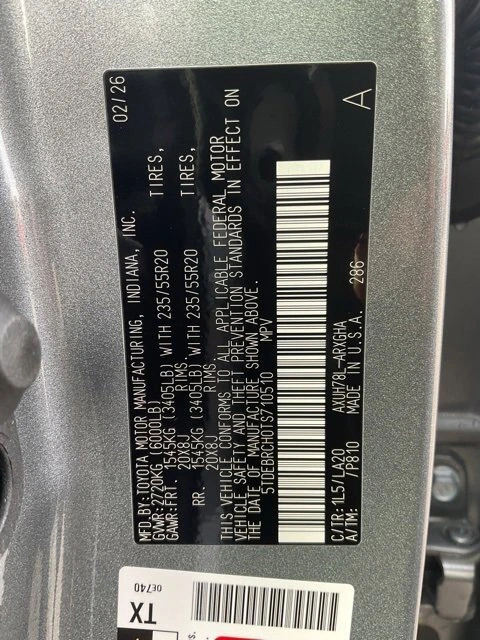 MFD.BY:TOYOTA MOTOR MANUFACTURING, INDIANA, INC. 02/26
GVWR:2720KG (6000LB)
GAWR:FRT. 1545KG (3405LB) WITH 235/55R20 TIRES,
20X8J RIMS
RR. 1545KG (3405LB) WITH 235/55R20 TIRES,
20X8J RIMS
THIS VEHICLE CONFORMS TO ALL APPLICABLE FEDERAL MOTOR
VEHICLE SAFETY AND THEFT PREVENTION STANDARDS IN EFFECT ON
THE DATE OF MANUFACTURE SHOWN ABOVE.
5TDEBRCH01S710510 MPV
C/TR:1L5/LA20 AXUH78L-ARXGHA 286 A
A/TM: /P810 MADE IN U.S.A.
0E740
TX